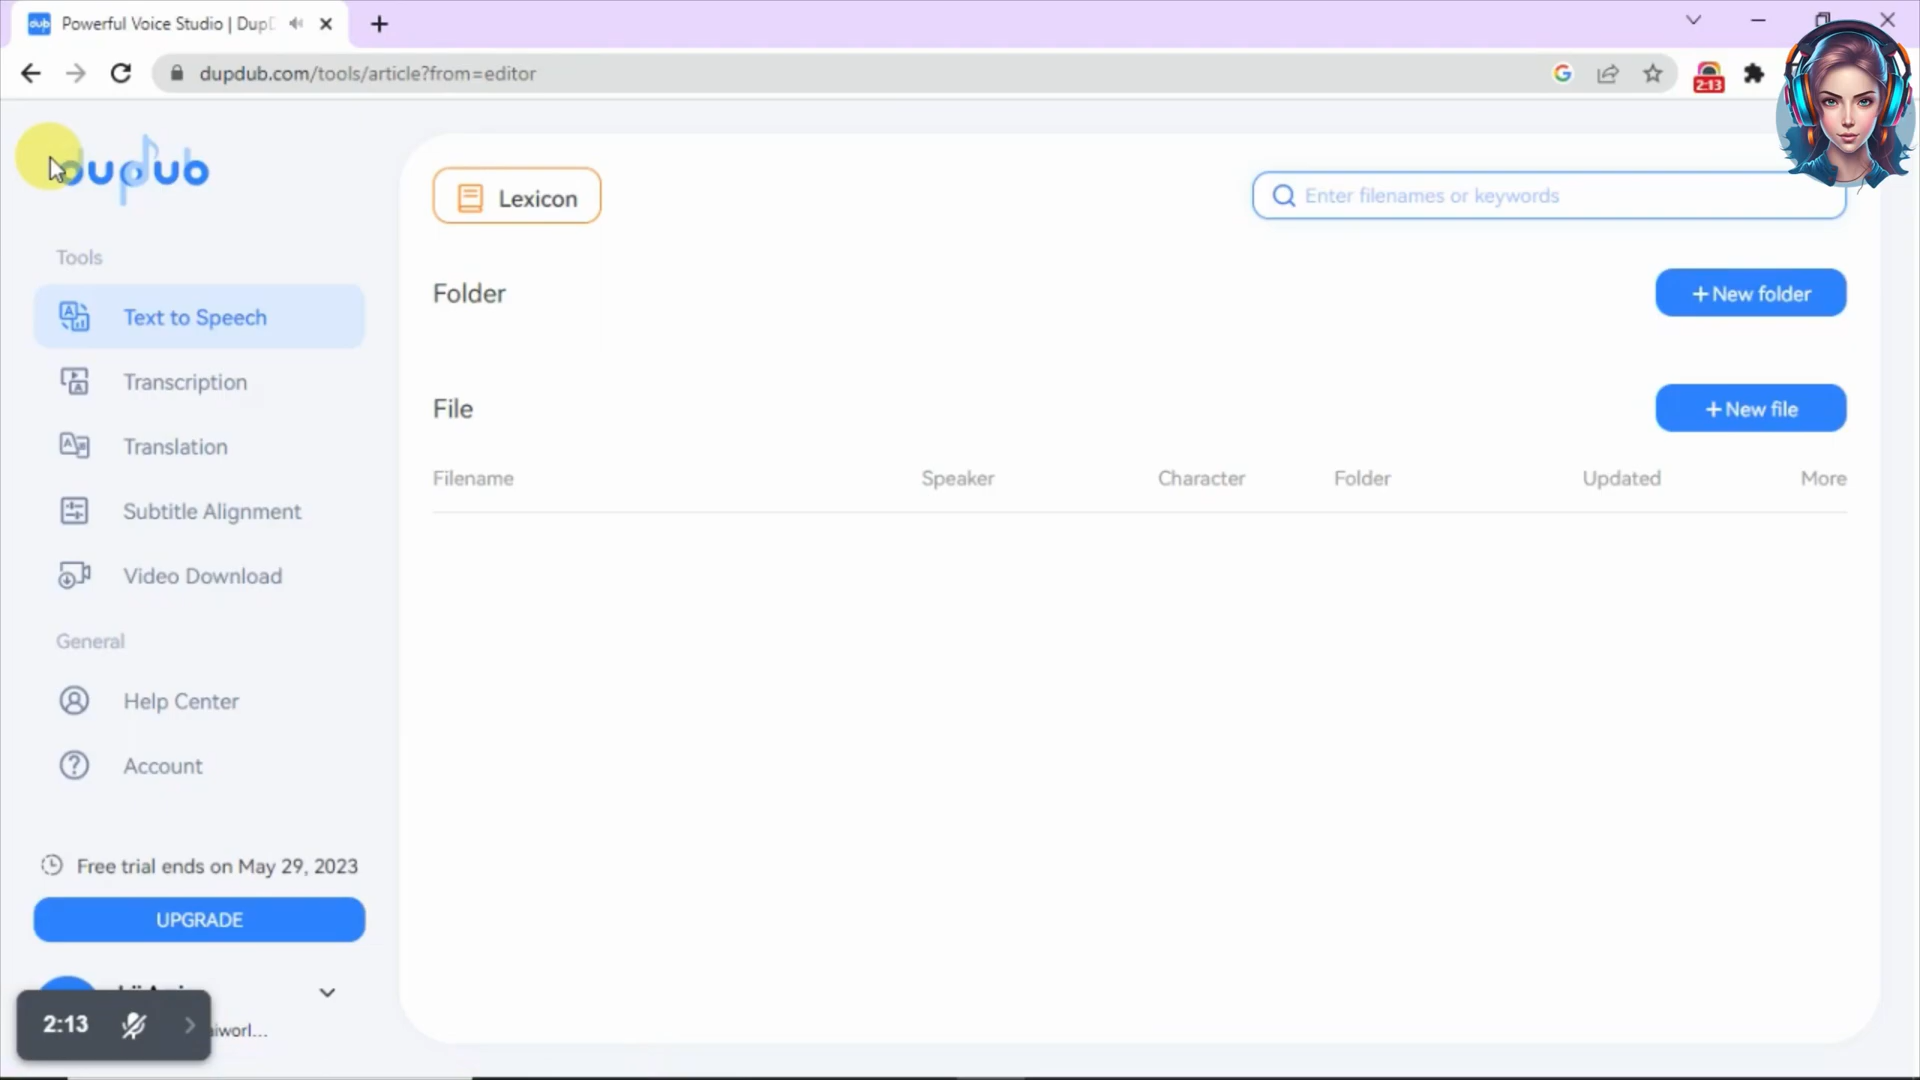 Powerful Voice Studio | Dup
dupdub.com/tools/article?from=editor
2:13
dupdub
Lexicon
Enter filenames or keywords
Tools
Text to Speech
Transcription
Translation
Subtitle Alignment
Video Download
General
Help Center
Account
Free trial ends on May 29, 2023
UPGRADE
Folder
+ New folder
File
+ New file
Filename Speaker Character Folder Updated More
2:13
aiworl...